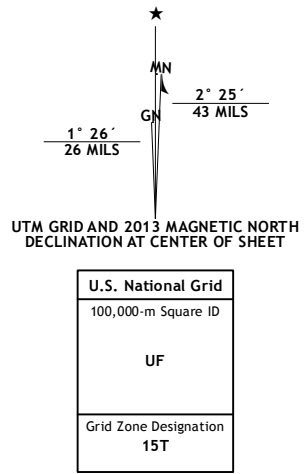 ★
MN
GN
2° 25´
43 MILS
1° 26´
26 MILS
UTM GRID AND 2013 MAGNETIC NORTH
DECLINATION AT CENTER OF SHEET
U.S. National Grid
100,000-m Square ID
UF
Grid Zone Designation
15T